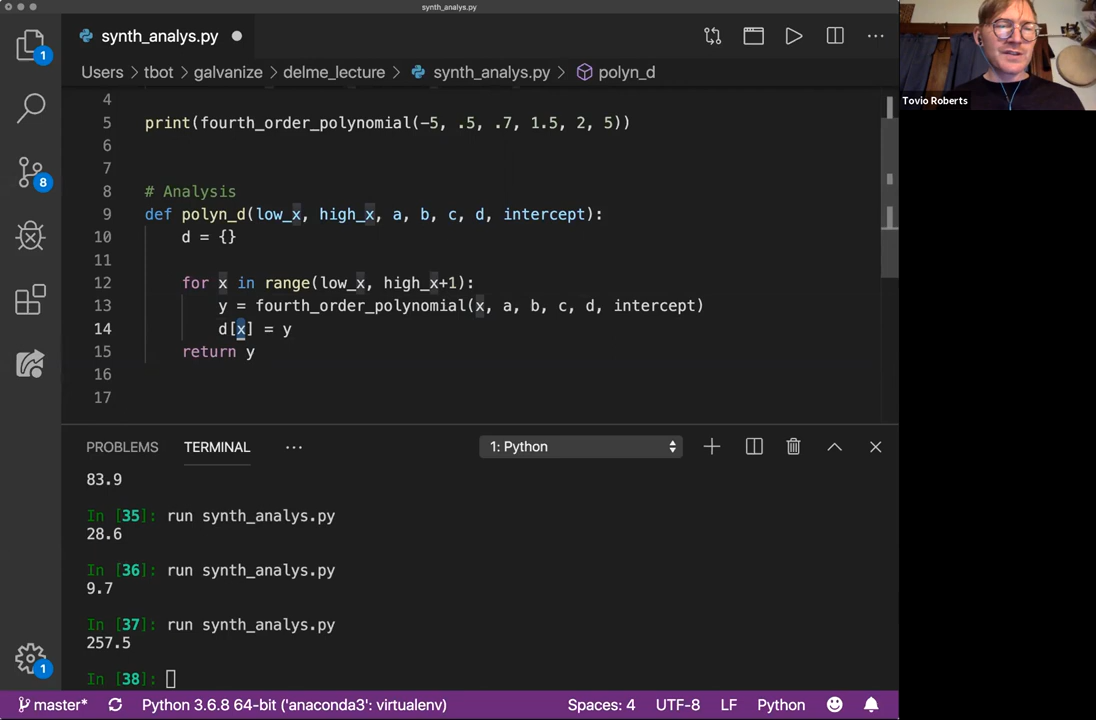 synth_analys.py
synth_analys.py
Users > tbot > galvanize > delme_lecture > synth_analys.py > polyn_d
4
5 print(fourth_order_polynomial(-5, .5, .7, 1.5, 2, 5))
6
7
8 # Analysis
9 def polyn_d(low_x, high_x, a, b, c, d, intercept):
10 d = {}
11
12 for x in range(low_x, high_x+1):
13 y = fourth_order_polynomial(x, a, b, c, d, intercept)
14 d[x] = y
15 return y
16
17
1
8
1
PROBLEMS TERMINAL ··· 1: Python
83.9
In [35]: run synth_analys.py
28.6
In [36]: run synth_analys.py
9.7
In [37]: run synth_analys.py
257.5
In [38]:
master* Python 3.6.8 64-bit ('anaconda3': virtualenv) Spaces: 4 UTF-8 LF Python
Tovio Roberts